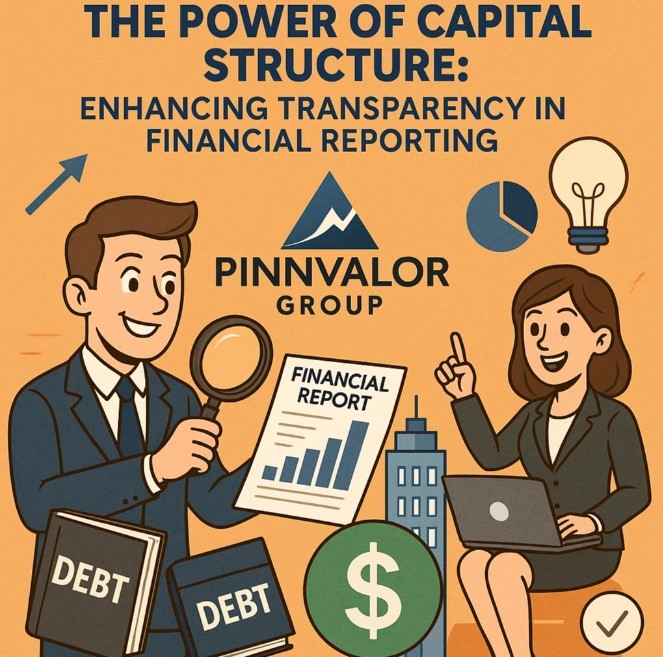 THE POWER OF CAPITAL
STRUCTURE:
ENHANCING TRANSPARENCY IN
FINANCIAL REPORTING
PINNVALOR
GROUP
FINANCIAL
REPORT
DEBT
DEBT
$